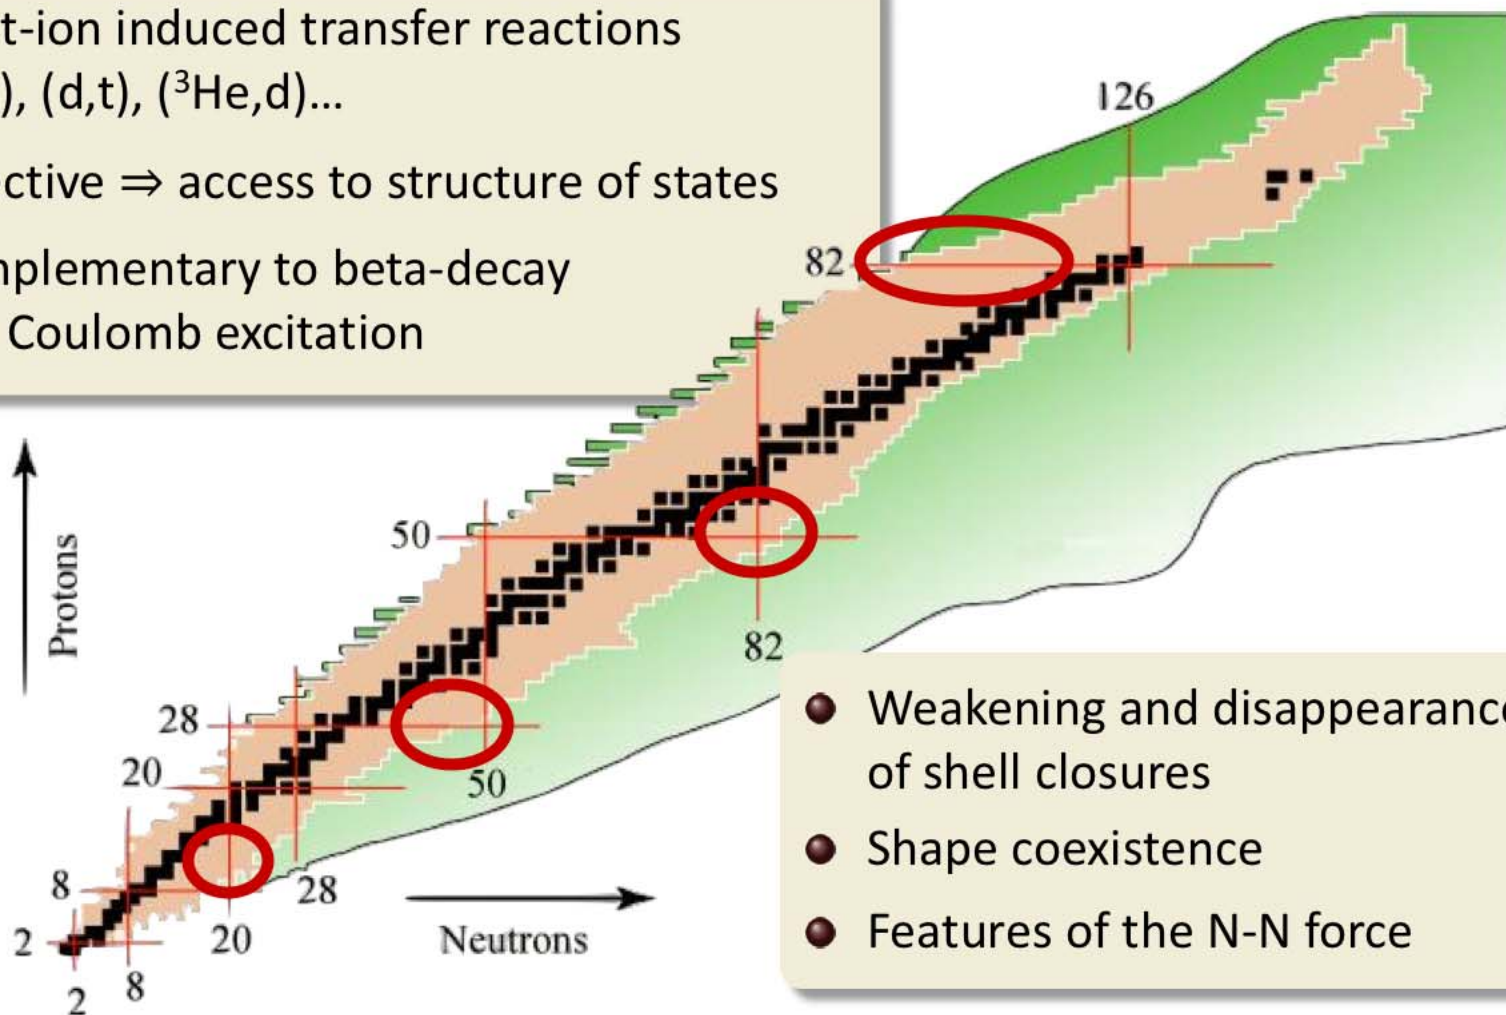 t-ion induced transfer reactions
), (d,t), (³He,d)...
ctive ⇒ access to structure of states
nplementary to beta-decay
Coulomb excitation
126
82
50
Protons
82
28
20
50
8
28
2
20
Neutrons
8
2
Weakening and disappearance
of shell closures
Shape coexistence
Features of the N-N force